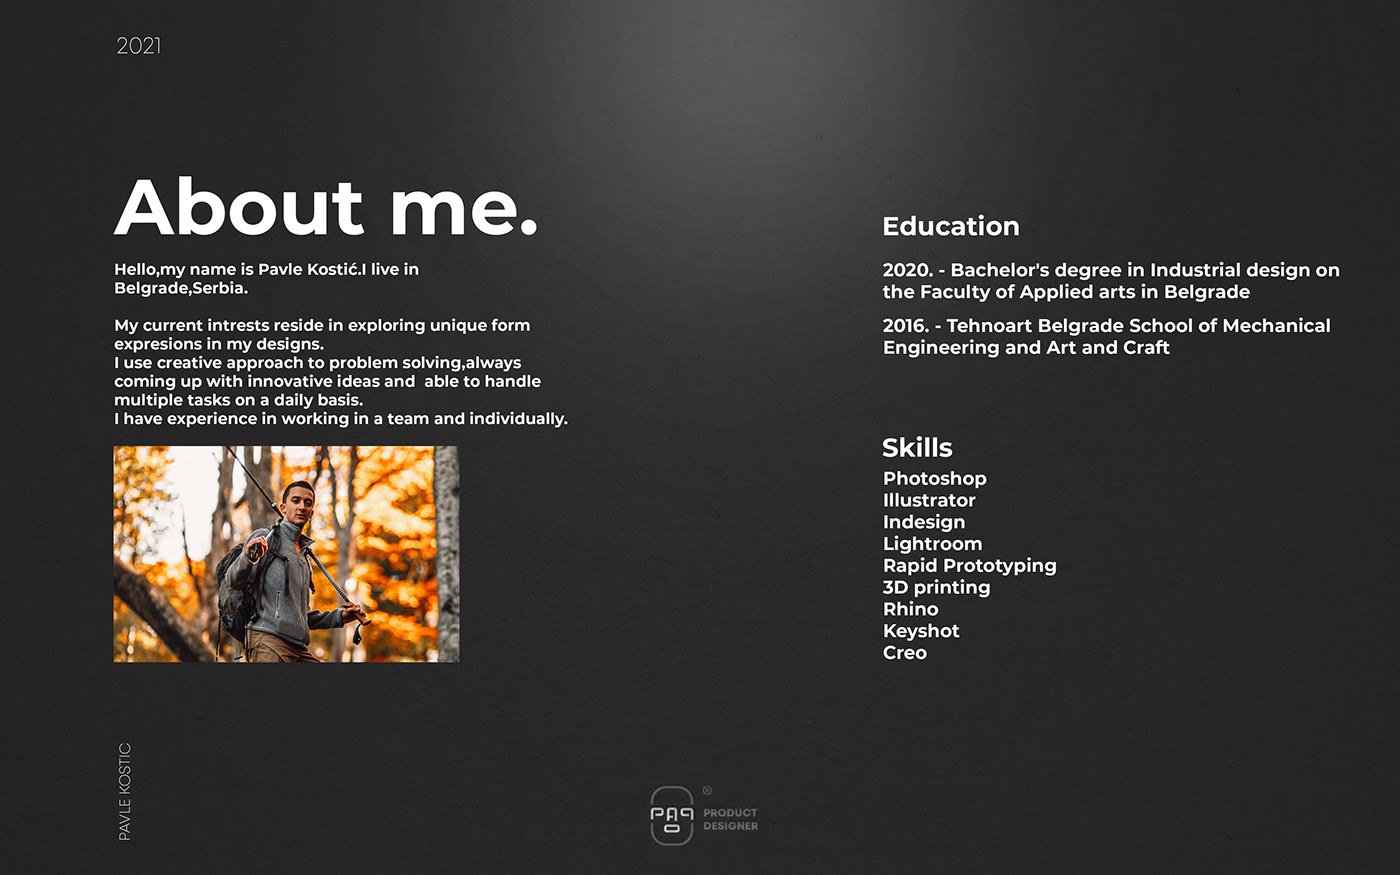 2021
About me.
Hello,my name is Pavle Kostić.I live in
Belgrade,Serbia.
My current intrests reside in exploring unique form
expresions in my designs.
I use creative approach to problem solving,always
coming up with innovative ideas and  able to handle
multiple tasks on a daily basis.
I have experience in working in a team and individually.
Education
2020. - Bachelor's degree in Industrial design on
the Faculty of Applied arts in Belgrade
2016. - Tehnoart Belgrade School of Mechanical
Engineering and Art and Craft
Skills
Photoshop
Illustrator
Indesign
Lightroom
Rapid Prototyping
3D printing
Rhino
Keyshot
Creo
PAVLE KOSTIC
®
PRODUCT
DESIGNER